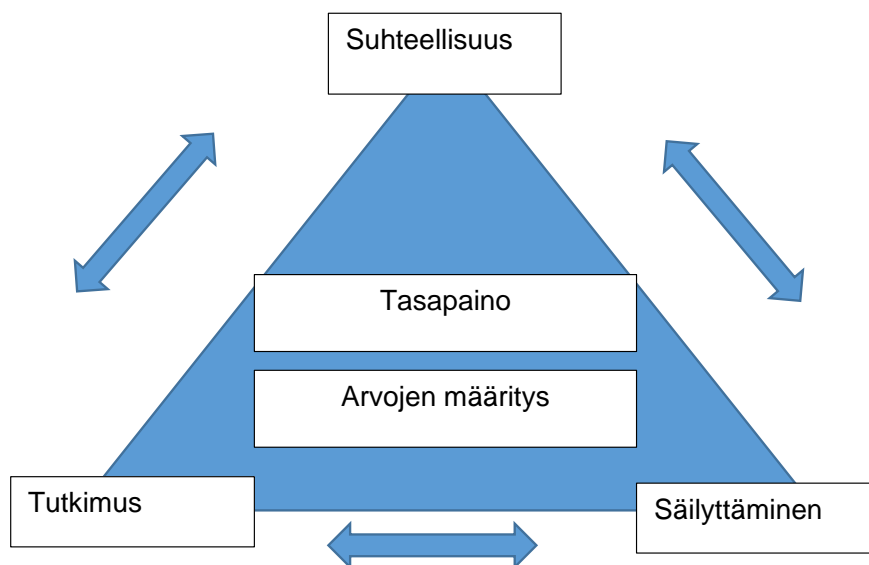 Suhteellisuus
Tasapaino
Arvojen määritys
Tutkimus
Säilyttäminen